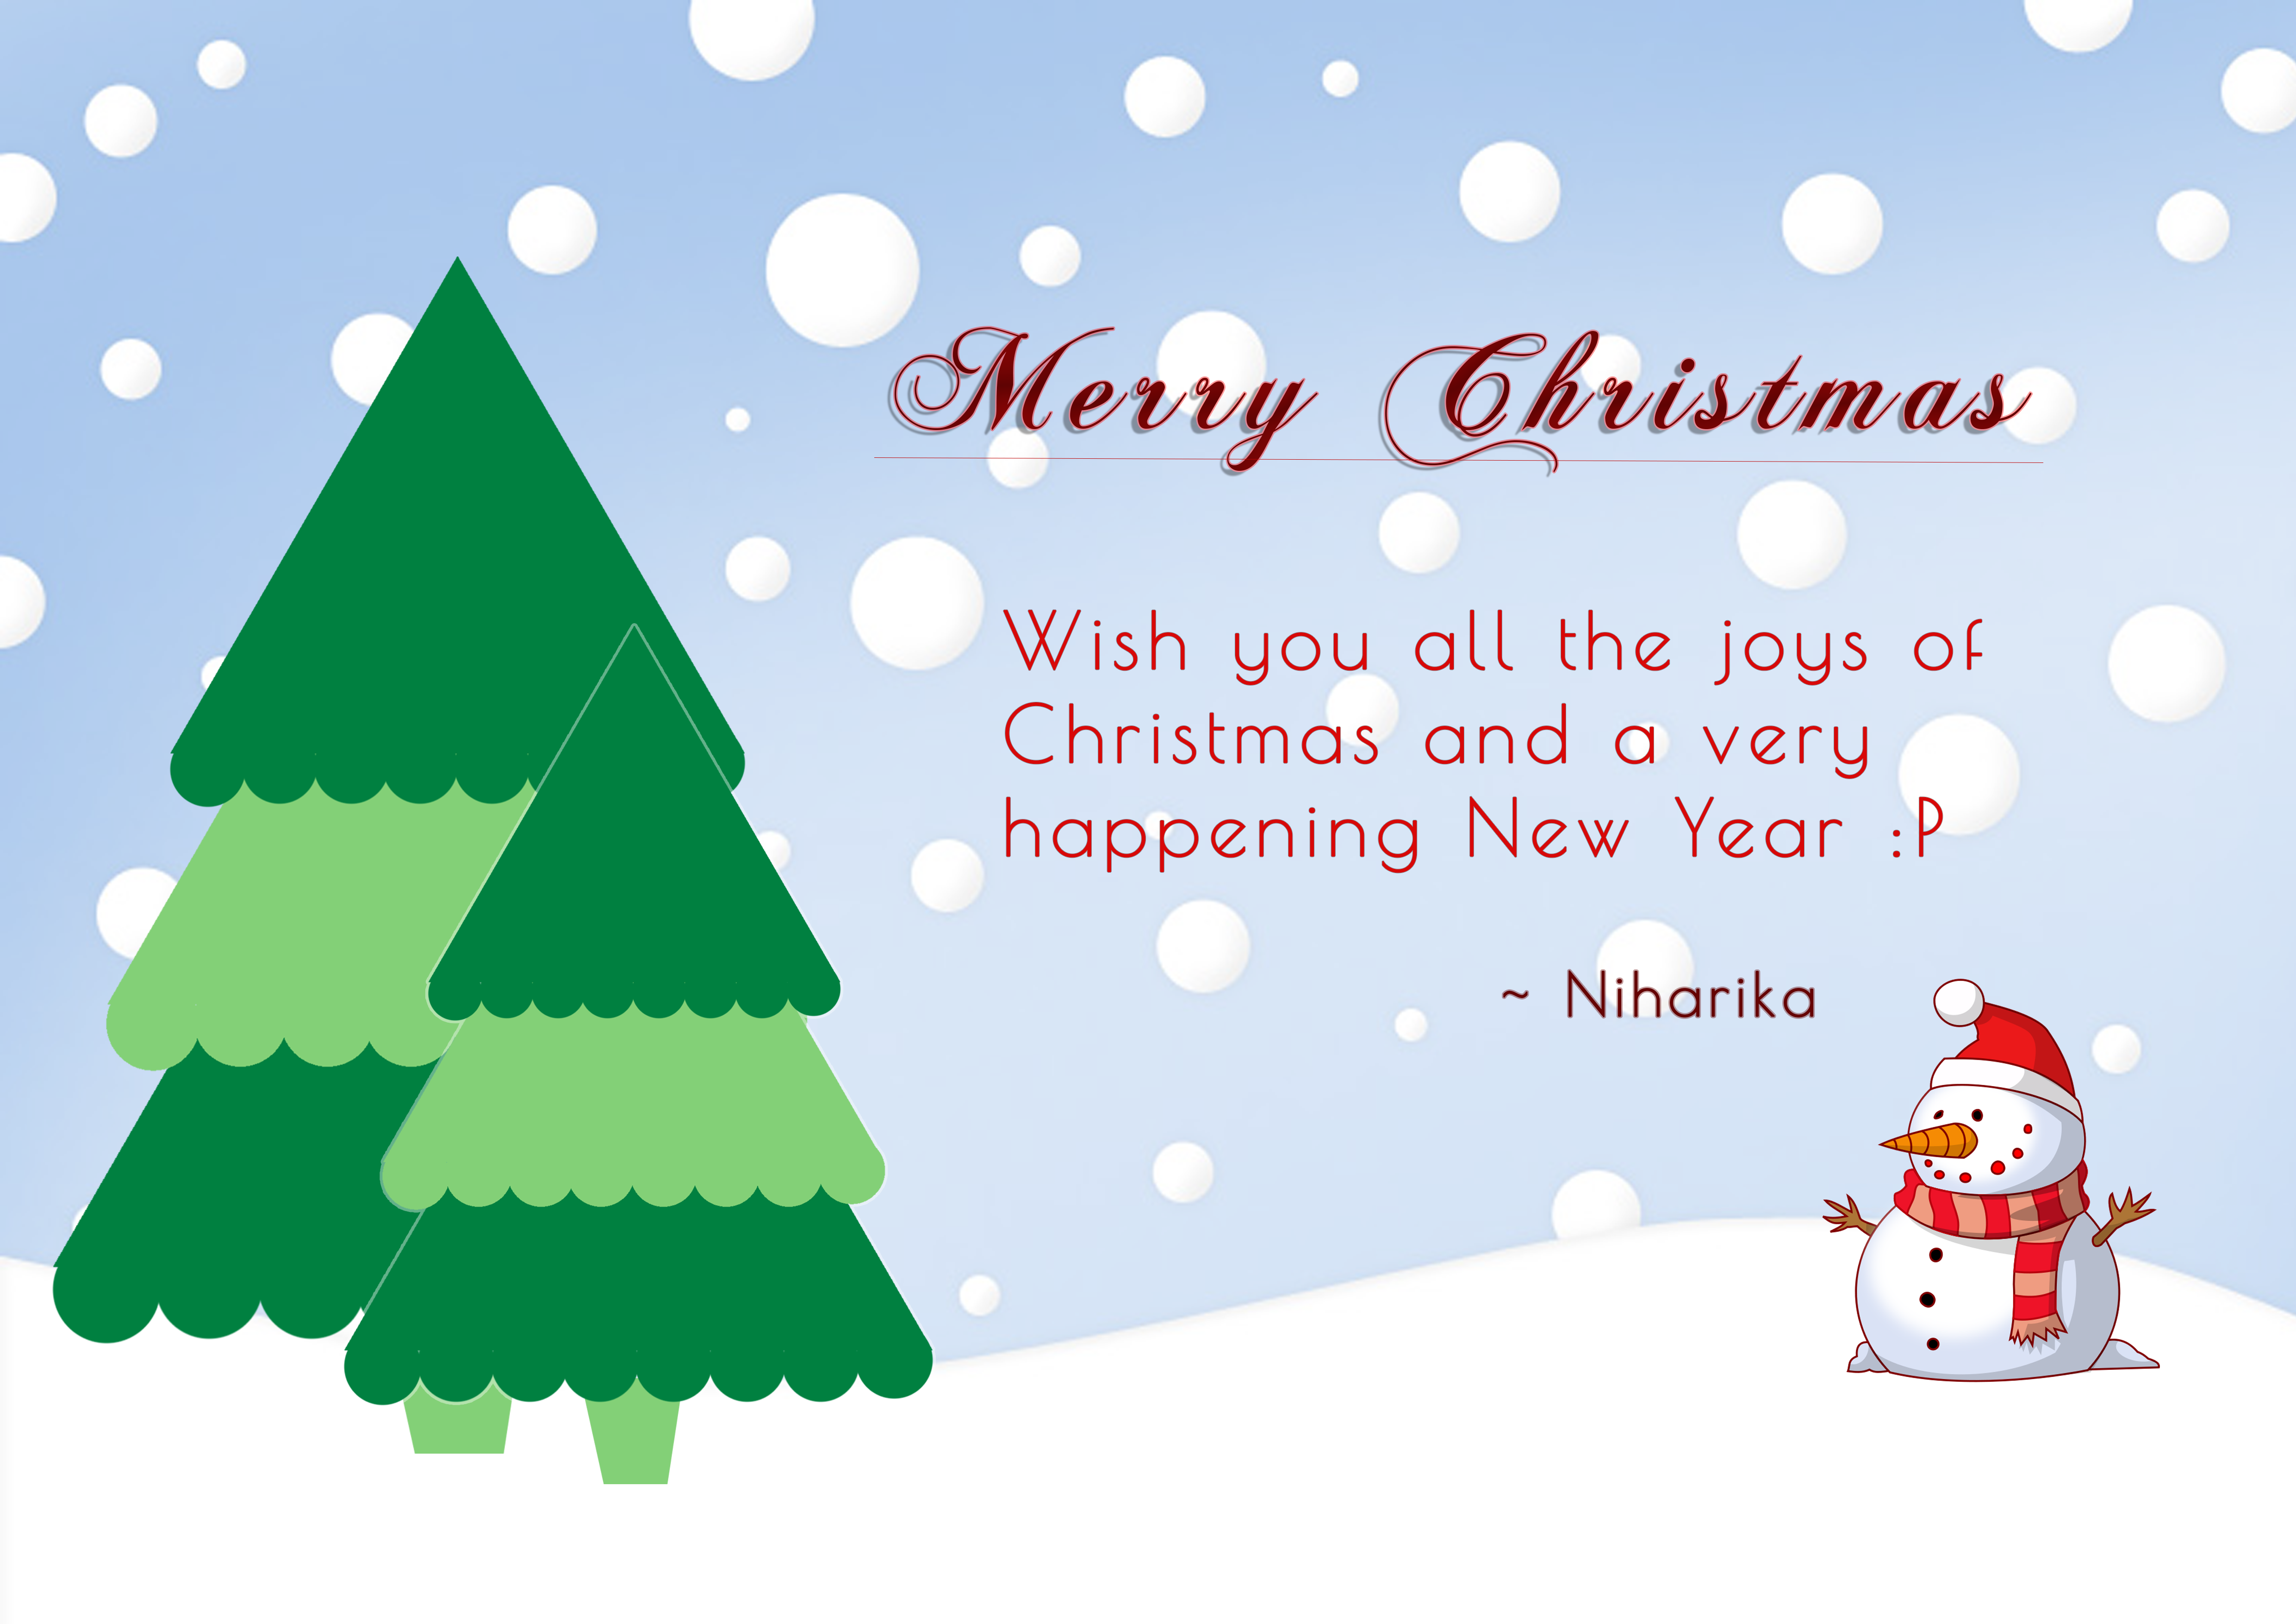 Merry Christmas
Wish you all the joys of
Christmas and a very
happening New Year :P
~ Niharika